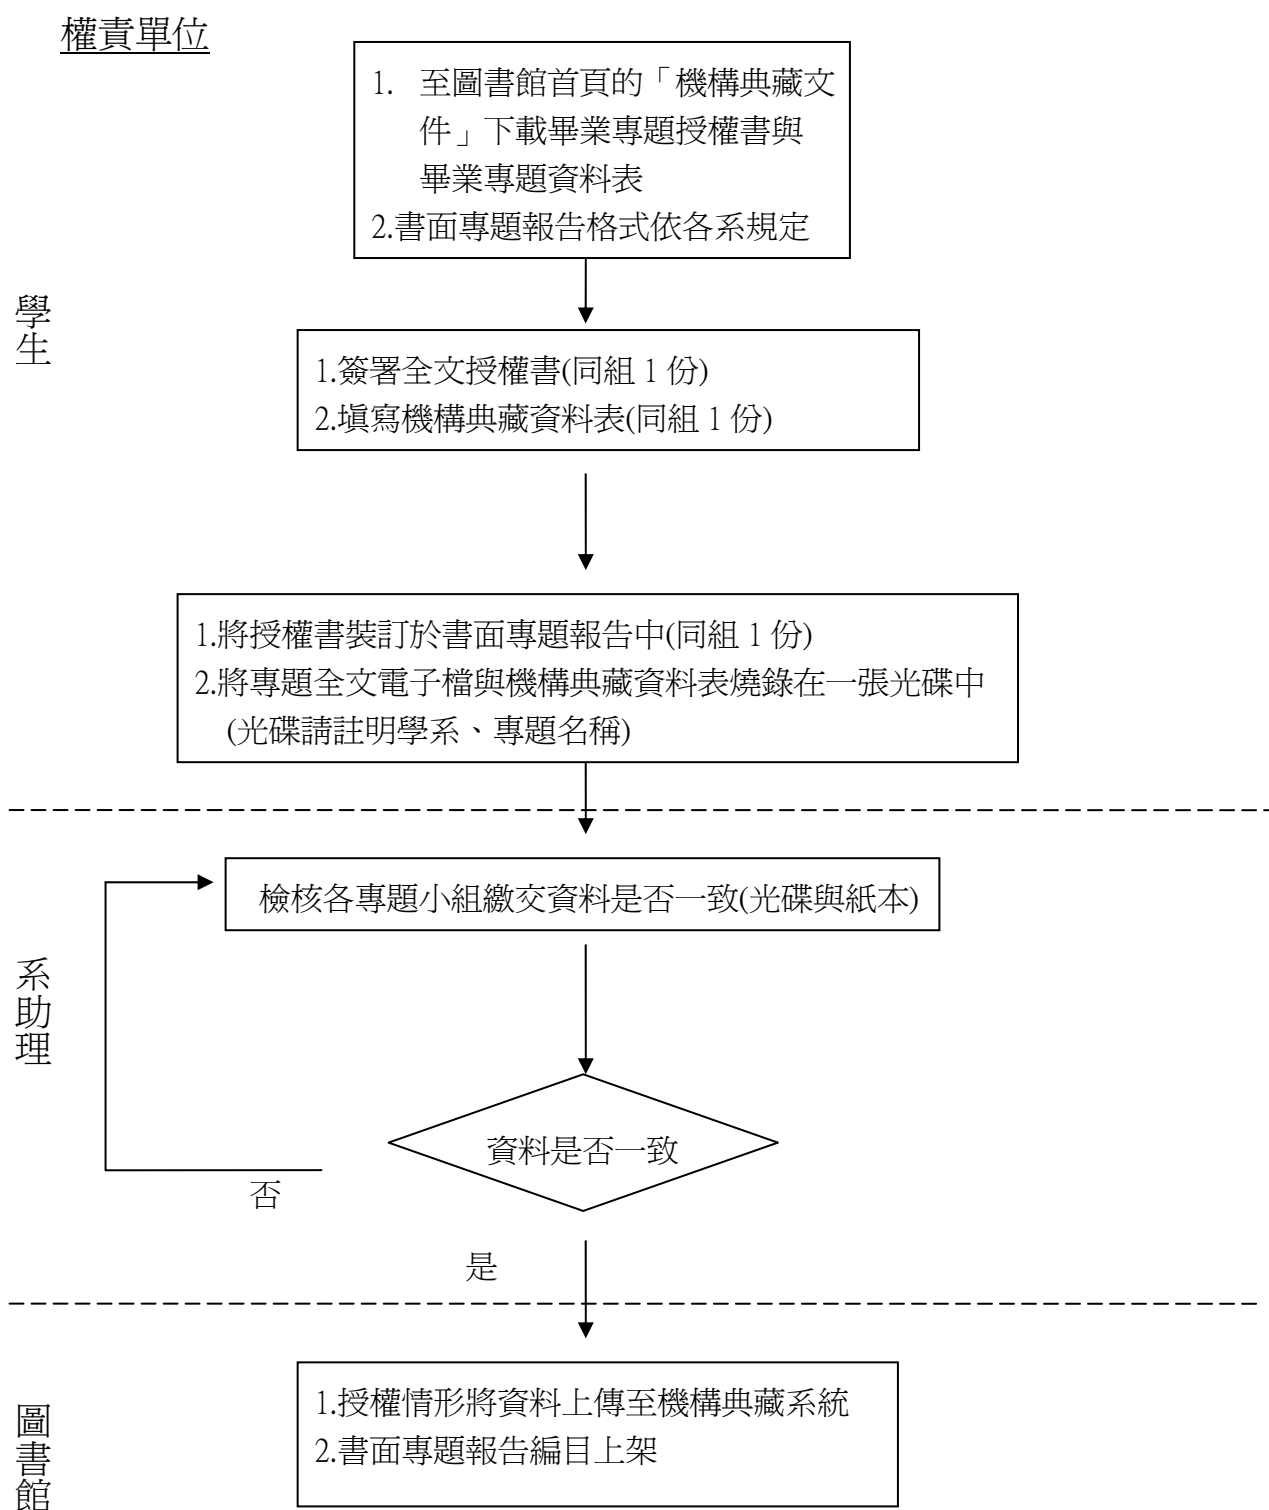 權責單位
1. 至圖書館首頁的「機構典藏文
件」下載畢業專題授權書與
畢業專題資料表
2.書面專題報告格式依各系規定
學生
1.簽署全文授權書(同組 1 份)
2.填寫機構典藏資料表(同組 1 份)
1.將授權書裝訂於書面專題報告中(同組 1 份)
2.將專題全文電子檔與機構典藏資料表燒錄在一張光碟中
(光碟請註明學系、專題名稱)
檢核各專題小組繳交資料是否一致(光碟與紙本)
系助理
資料是否一致
否
是
1.授權情形將資料上傳至機構典藏系統
2.書面專題報告編目上架
圖書館